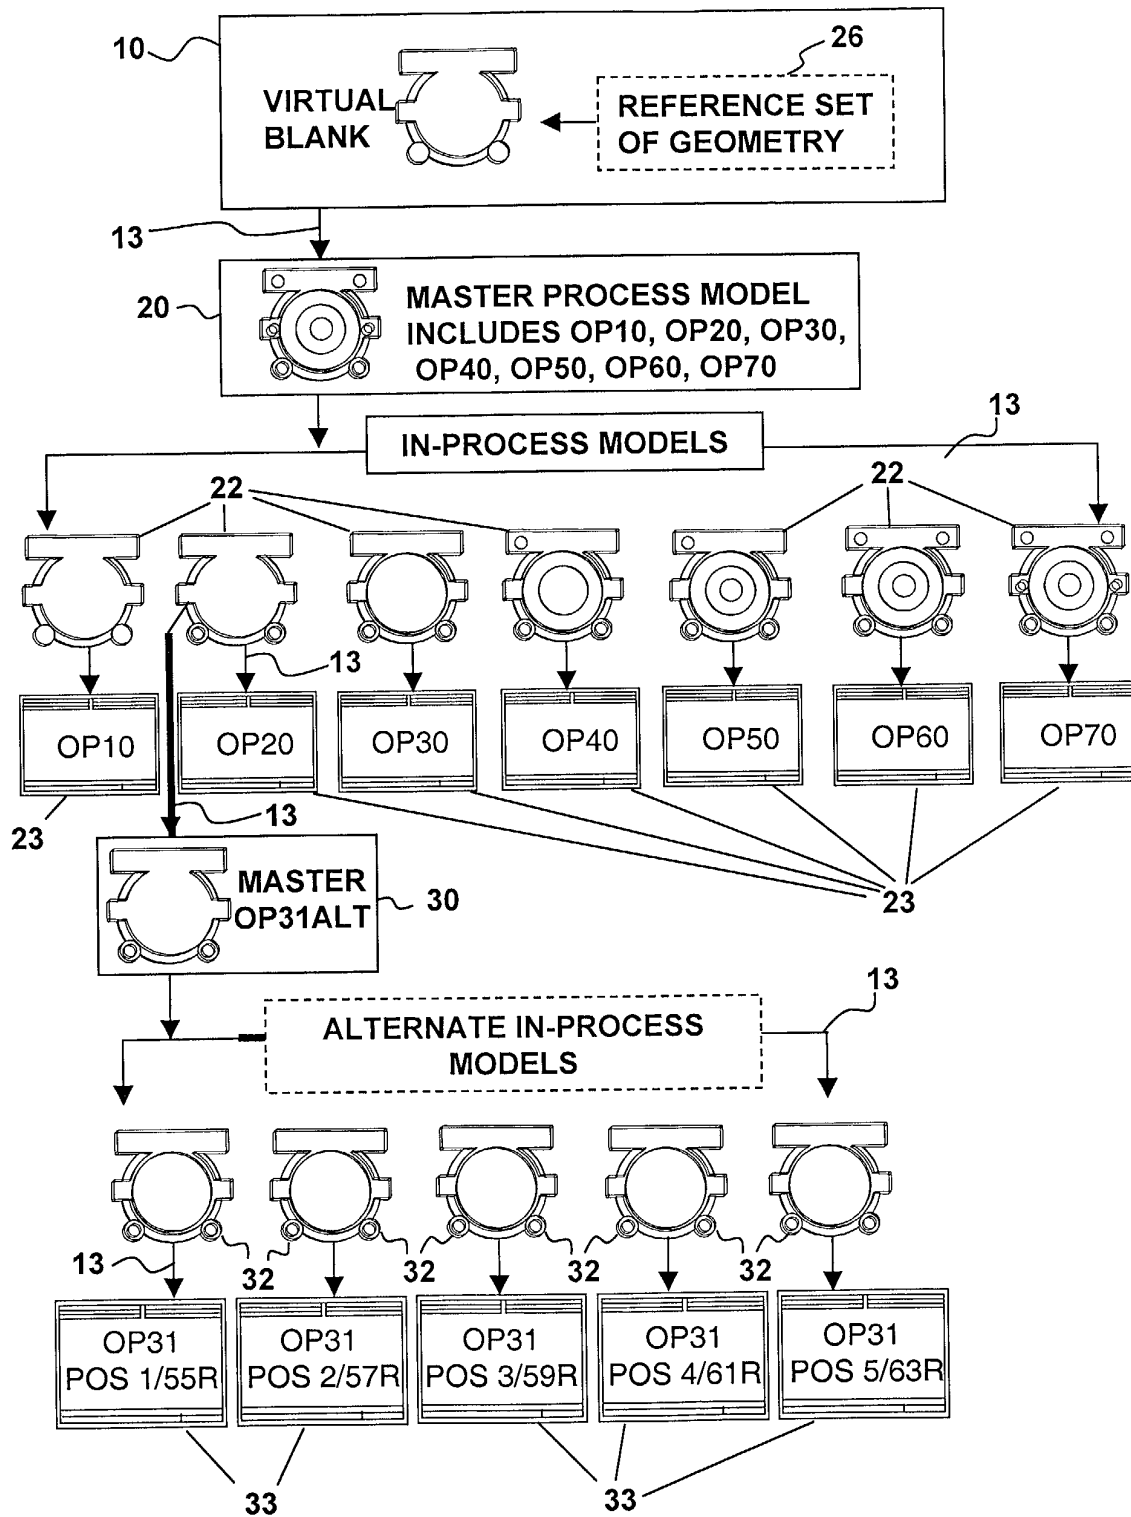 10
26
VIRTUAL
BLANK
REFERENCE SET
OF GEOMETRY
13
20
MASTER PROCESS MODEL
INCLUDES OP10, OP20, OP30,
OP40, OP50, OP60, OP70
13
IN-PROCESS MODELS
22
22
13
OP10
OP20
OP30
OP40
OP50
OP60
OP70
23
13
23
MASTER
OP31ALT
30
13
ALTERNATE IN-PROCESS
MODELS
13
32
32
32
32
OP31
POS 1/55R
OP31
POS 2/57R
OP31
POS 3/59R
OP31
POS 4/61R
OP31
POS 5/63R
33
33